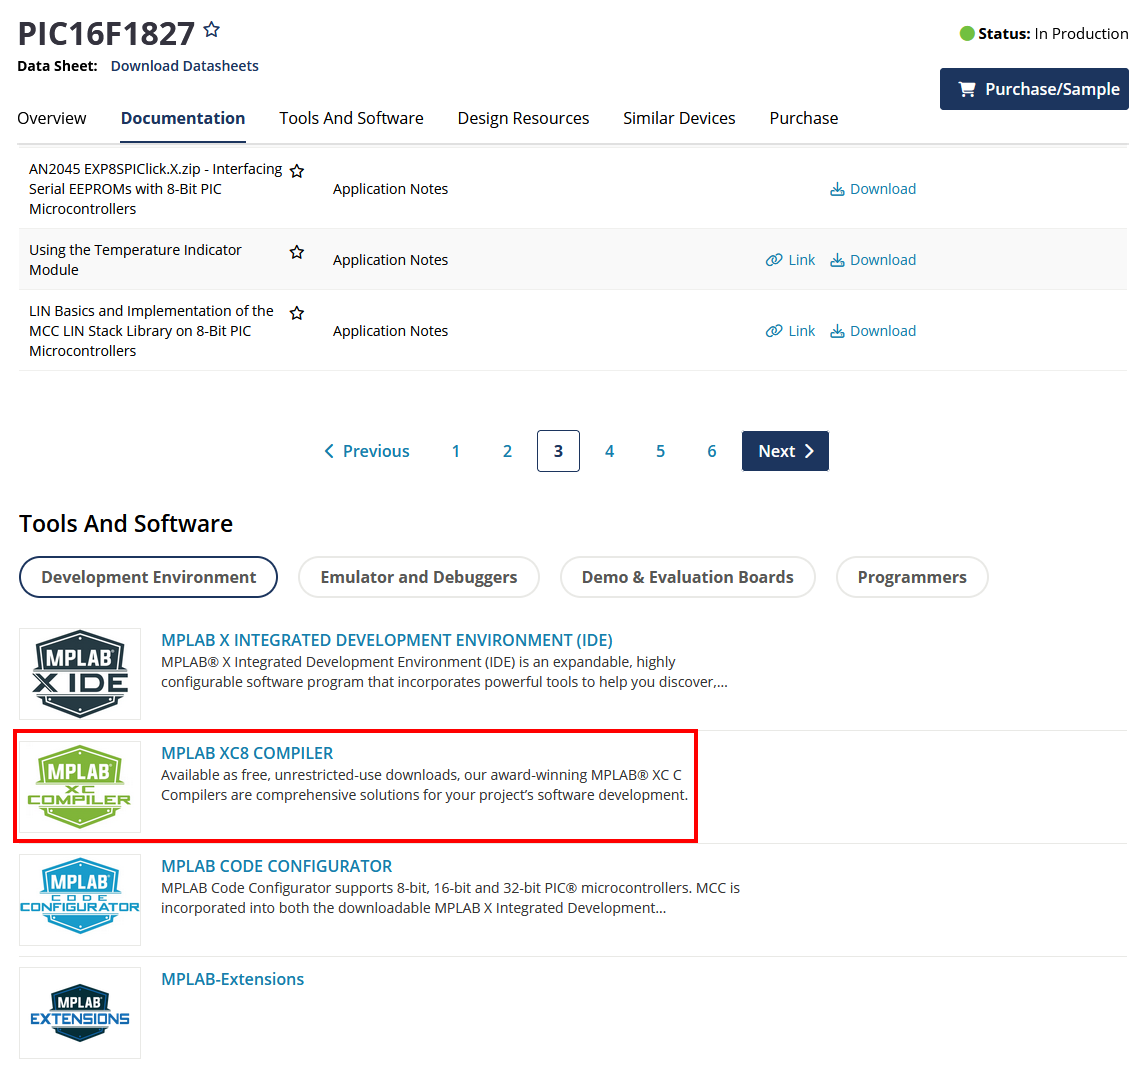 PIC16F1827
Status: In Production
Data Sheet: Download Datasheets
Purchase/Sample
Overview Documentation Tools And Software Design Resources Similar Devices Purchase
AN2045 EXP8SPIClick.X.zip - Interfacing
Serial EEPROMs with 8-Bit PIC
Microcontrollers
Application Notes
Download
Using the Temperature Indicator
Module
Application Notes
Link Download
LIN Basics and Implementation of the
MCC LIN Stack Library on 8-Bit PIC
Microcontrollers
Application Notes
Link Download
Previous 1 2 3 4 5 6 Next
Tools And Software
Development Environment Emulator and Debuggers Demo & Evaluation Boards Programmers
MPLAB®
X IDE
MPLAB X INTEGRATED DEVELOPMENT ENVIRONMENT (IDE)
MPLAB® X Integrated Development Environment (IDE) is an expandable, highly
configurable software program that incorporates powerful tools to help you discover,...
MPLAB®
XC
COMPILER
MPLAB XC8 COMPILER
Available as free, unrestricted-use downloads, our award-winning MPLAB® XC C
Compilers are comprehensive solutions for your project’s software development.
MPLAB®
CODE
CONFIGURATOR
MPLAB CODE CONFIGURATOR
MPLAB Code Configurator supports 8-bit, 16-bit and 32-bit PIC® microcontrollers. MCC is
incorporated into both the downloadable MPLAB X Integrated Development...
MPLAB®
EXTENSIONS
MPLAB-Extensions